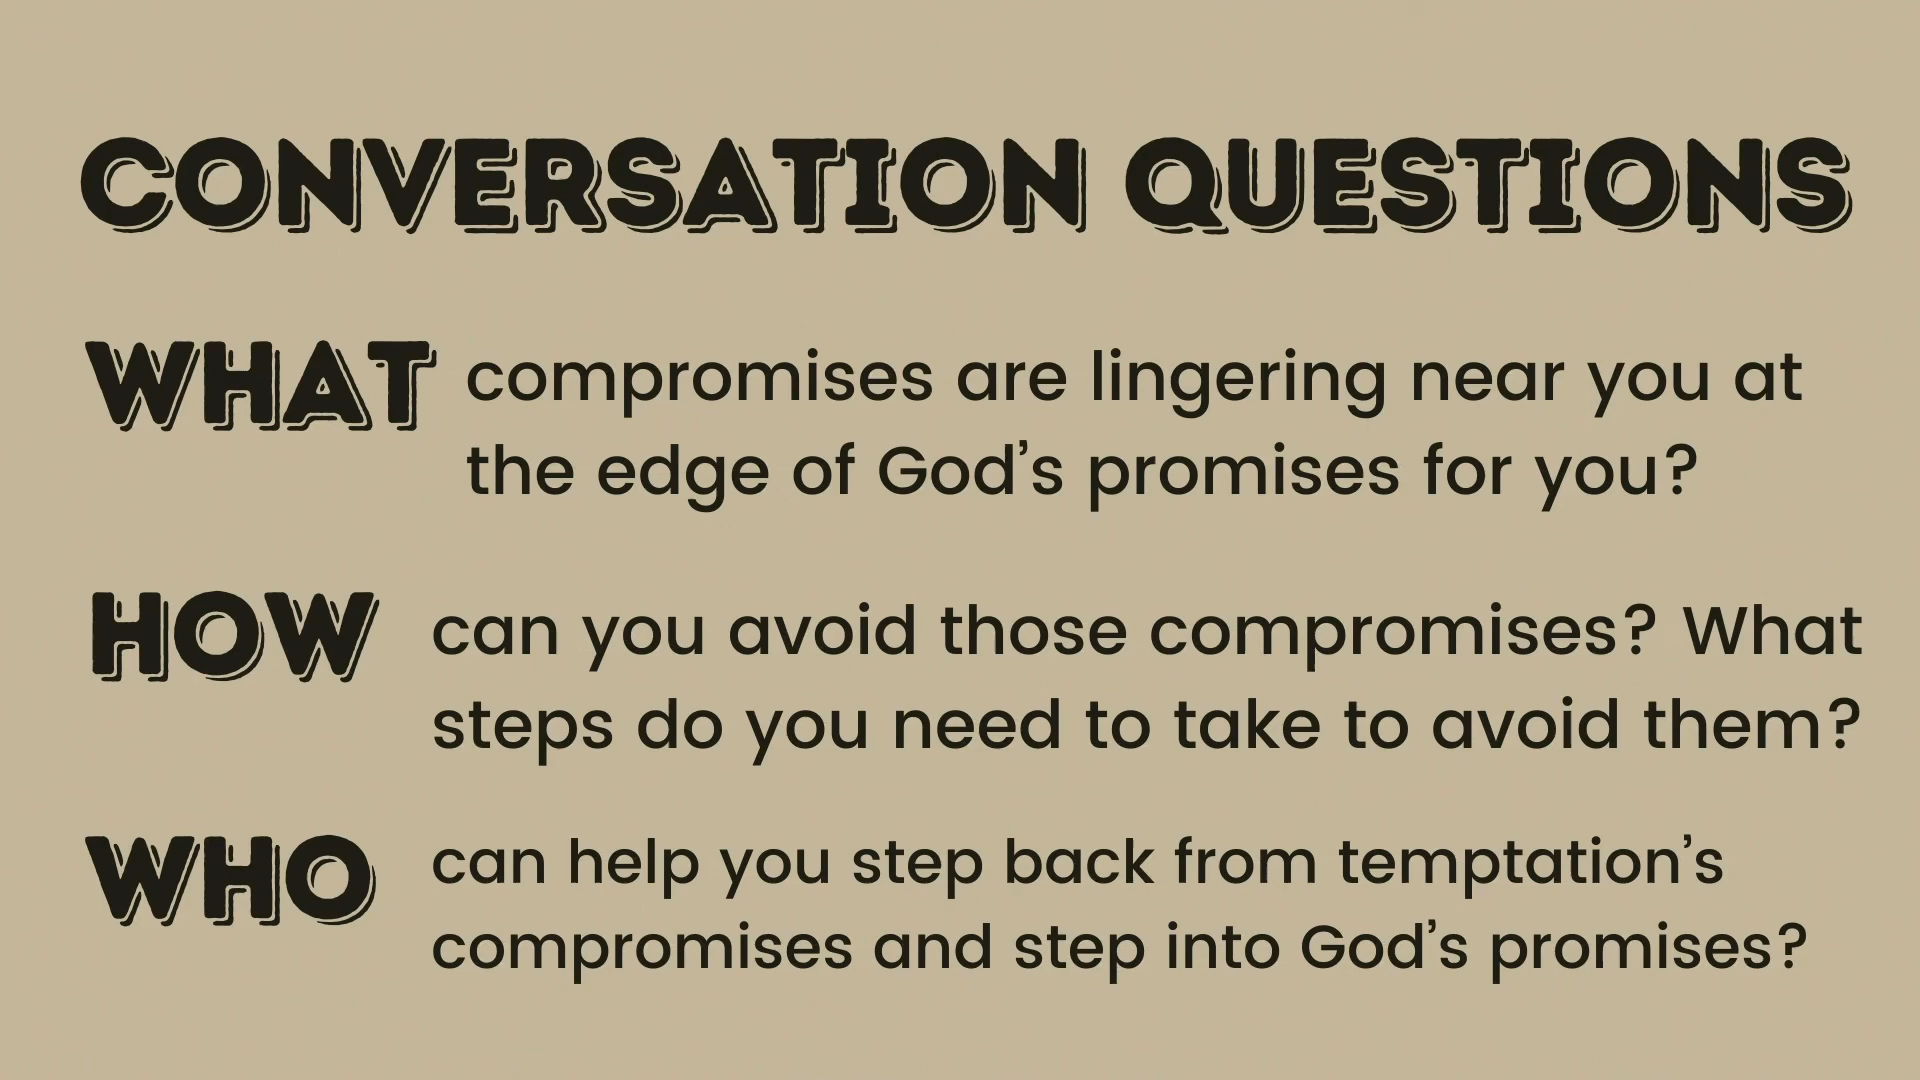 CONVERSATION QUESTIONS
WHAT compromises are lingering near you at
the edge of God’s promises for you?
HOW can you avoid those compromises? What
steps do you need to take to avoid them?
WHO can help you step back from temptation’s
compromises and step into God’s promises?